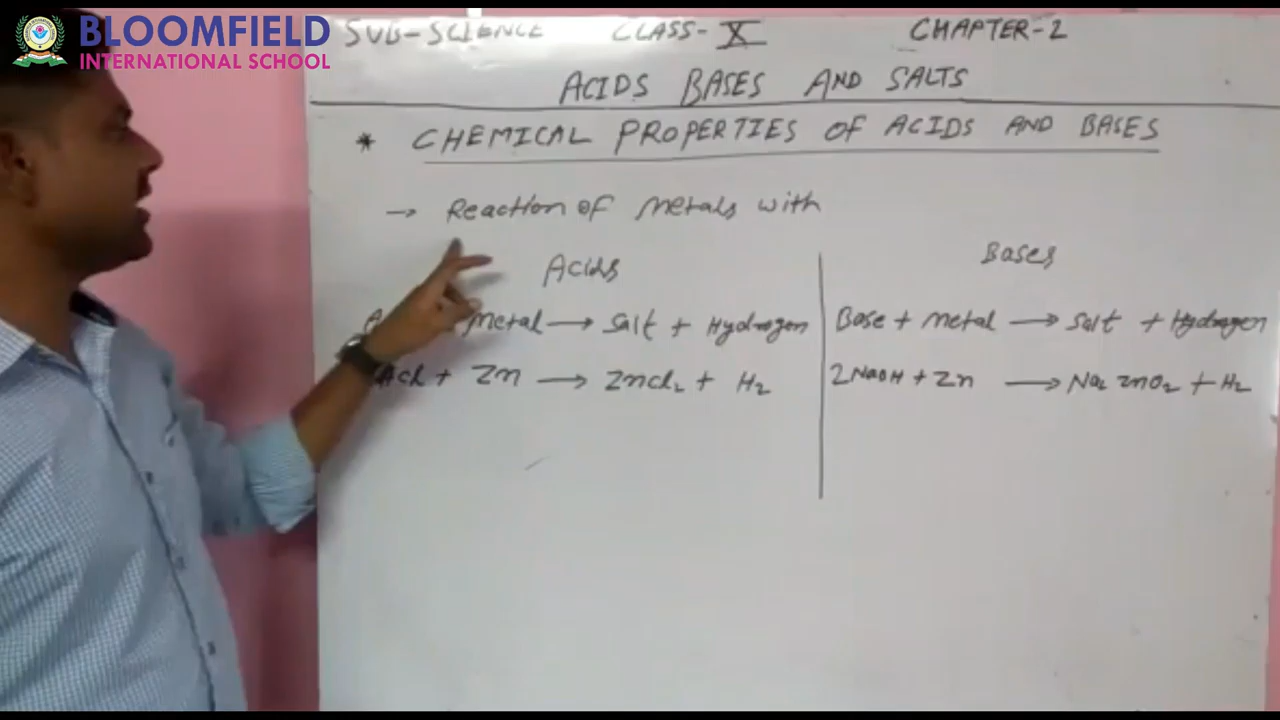 BLOOMFIELD
INTERNATIONAL SCHOOL
SUB-SCIENCE CLASS-X CHAPTER-2
ACIDS BASES AND SALTS
* CHEMICAL PROPERTIES OF ACIDS AND BASES
→ Reaction of Metals with
Acids
Metal → Salt + Hydrogen
HCl + Zn → ZnCl₂ + H₂
Bases
Base + Metal → Salt + Hydrogen
2NaOH + Zn → Na₂ZnO₂ + H₂